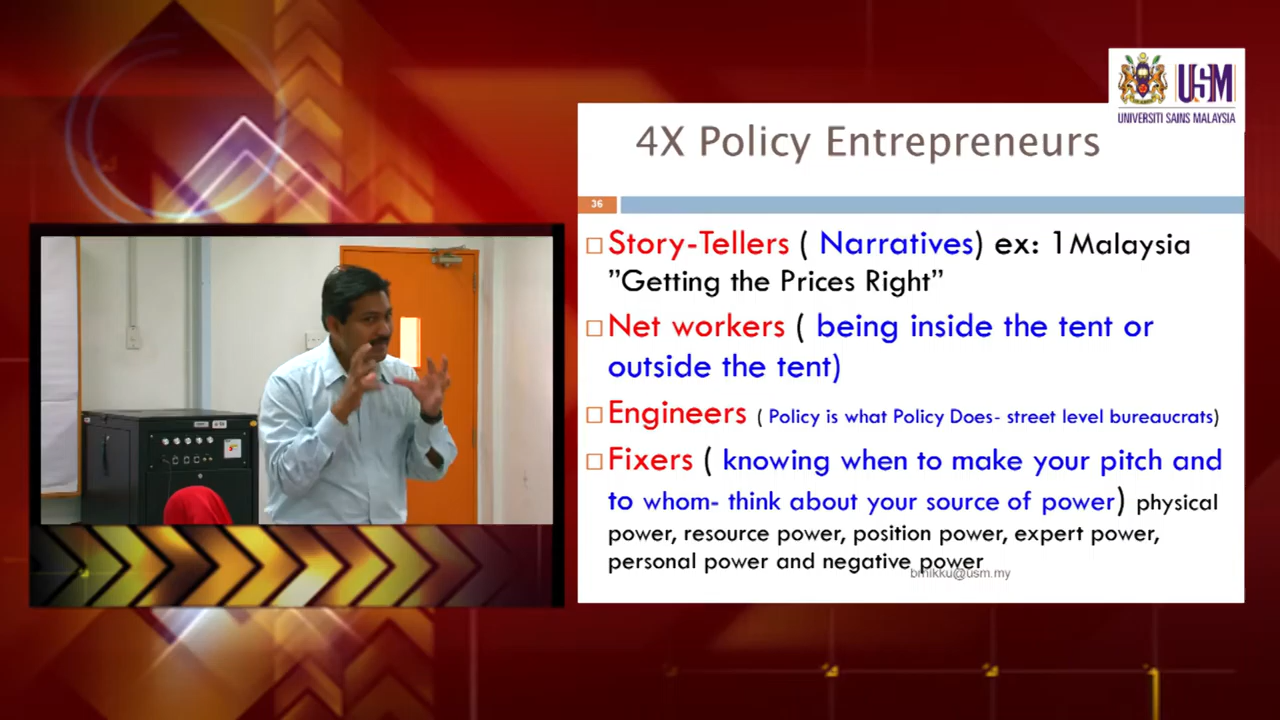 USM
UNIVERSITI SAINS MALAYSIA
4X Policy Entrepreneurs
36
Story-Tellers ( Narratives) ex: 1Malaysia
”Getting the Prices Right”
Net workers ( being inside the tent or
outside the tent)
Engineers ( Policy is what Policy Does- street level bureaucrats)
Fixers ( knowing when to make your pitch and
to whom- think about your source of power) physical
power, resource power, position power, expert power,
personal power and negative power
bmikku@usm.my